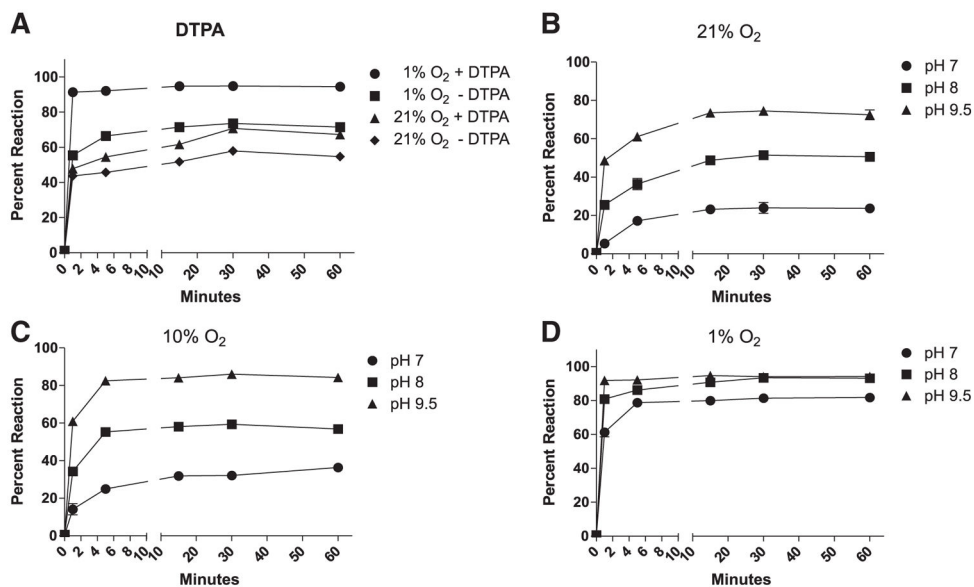 A
DTPA
Percent Reaction
100
80
60
40
20
0
0 2 4 6 8 10 10 20 30 40 50 60
Minutes
1% O₂ + DTPA
1% O₂ - DTPA
21% O₂ + DTPA
21% O₂ - DTPA
B
21% O₂
Percent Reaction
100
80
60
40
20
0
0 2 4 6 8 10 20 30 40 50 60
Minutes
pH 7
pH 8
pH 9.5
C
10% O₂
Percent Reaction
100
80
60
40
20
0
0 2 4 6 8 10 10 20 30 40 50 60
Minutes
pH 7
pH 8
pH 9.5
D
1% O₂
Percent Reaction
100
80
60
40
20
0
0 2 4 6 8 10 20 30 40 50 60
Minutes
pH 7
pH 8
pH 9.5